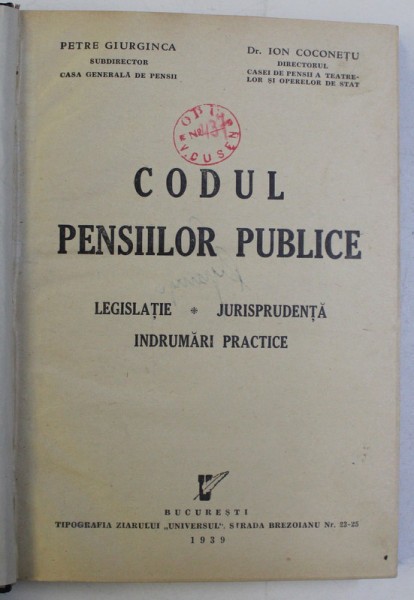 PETRE GIURGINCA
SUBDIRECTOR
CASA GENERALĂ DE PENSII
Dr. ION COCONEȚU
DIRECTORUL
CASEI DE PENSII A TEATRE-
LOR ȘI OPERELOR DE STAT
CODUL
PENSIILOR PUBLICE
LEGISLAȚIE * JURISPRUDENȚĂ
INDRUMĂRI PRACTICE
BUCUREȘTI
TIPOGRAFIA ZIARULUI „UNIVERSUL". STRADA BREZOIANU Nr. 23-25
1939